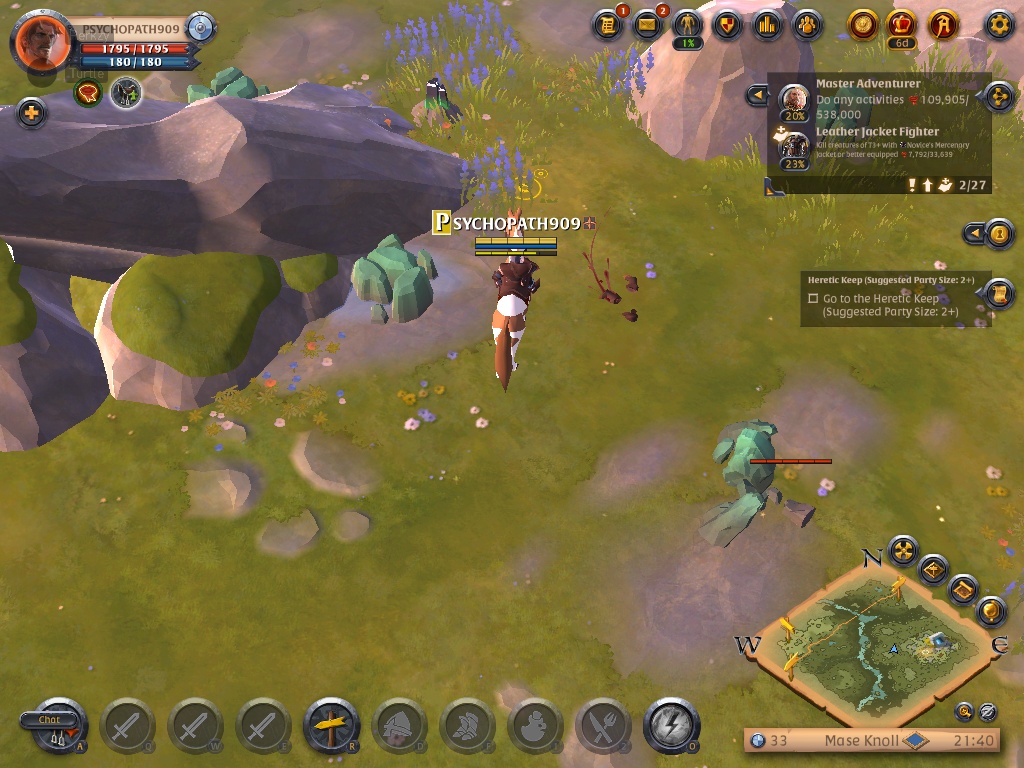 PSYCHOPATH909
1795 / 1795
180 / 180
Turtle
1
2
1%
6d
Master Adventurer
Do any activities 109,905/
538,000
20%
Leather Jacket Fighter
Kill creatures of T3+ with Novice's Mercenary
Jacket or better equipped 7,792/33,639
23%
2/27
PSYCHOPATH909
Heretic Keep (Suggested Party Size: 2+)
Go to the Heretic Keep
(Suggested Party Size: 2+)
N
W
E
Chat
A
Q
W
E
R
D
F
O
33
Mase Knoll
21:40